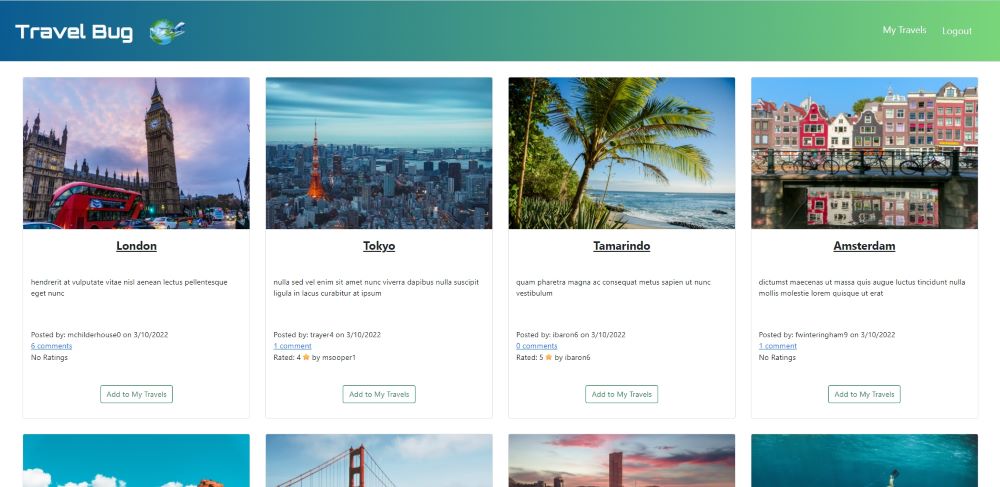 Travel Bug
My Travels Logout
London
hendrerit at vulputate vitae nisl aenean lectus pellentesque
eget nunc
Posted by: mchilderhouse0 on 3/10/2022
6 comments
No Ratings
Add to My Travels
Tokyo
nulla sed vel enim sit amet nunc viverra dapibus nulla suscipit
ligula in lacus curabitur at ipsum
Posted by: trayer4 on 3/10/2022
1 comment
Rated: 4 ⭐ by msooper1
Add to My Travels
Tamarindo
quam pharetra magna ac consequat metus sapien ut nunc
vestibulum
Posted by: ibaron6 on 3/10/2022
0 comments
Rated: 5 ⭐ by ibaron6
Add to My Travels
Amsterdam
dictumst maecenas ut massa quis augue luctus tincidunt nulla
mollis molestie lorem quisque ut erat
Posted by: fwinteringham9 on 3/10/2022
1 comment
No Ratings
Add to My Travels